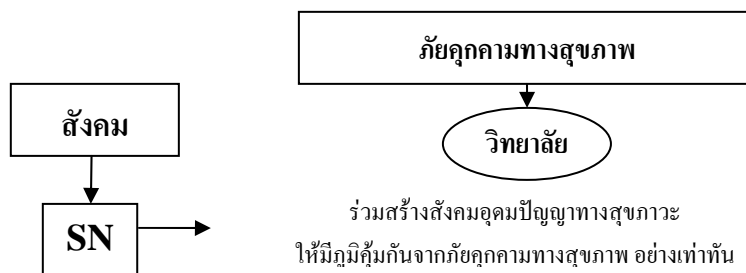 ภัยคุกคามทางสุขภาพ
สังคม
วิทยาลัย
SN
ร่วมสร้างสังคมอุดมปัญญาทางสุขภาวะ
ให้มีภูมิคุ้มกันจากภัยคุกคามทางสุขภาพ อย่างเท่าทัน